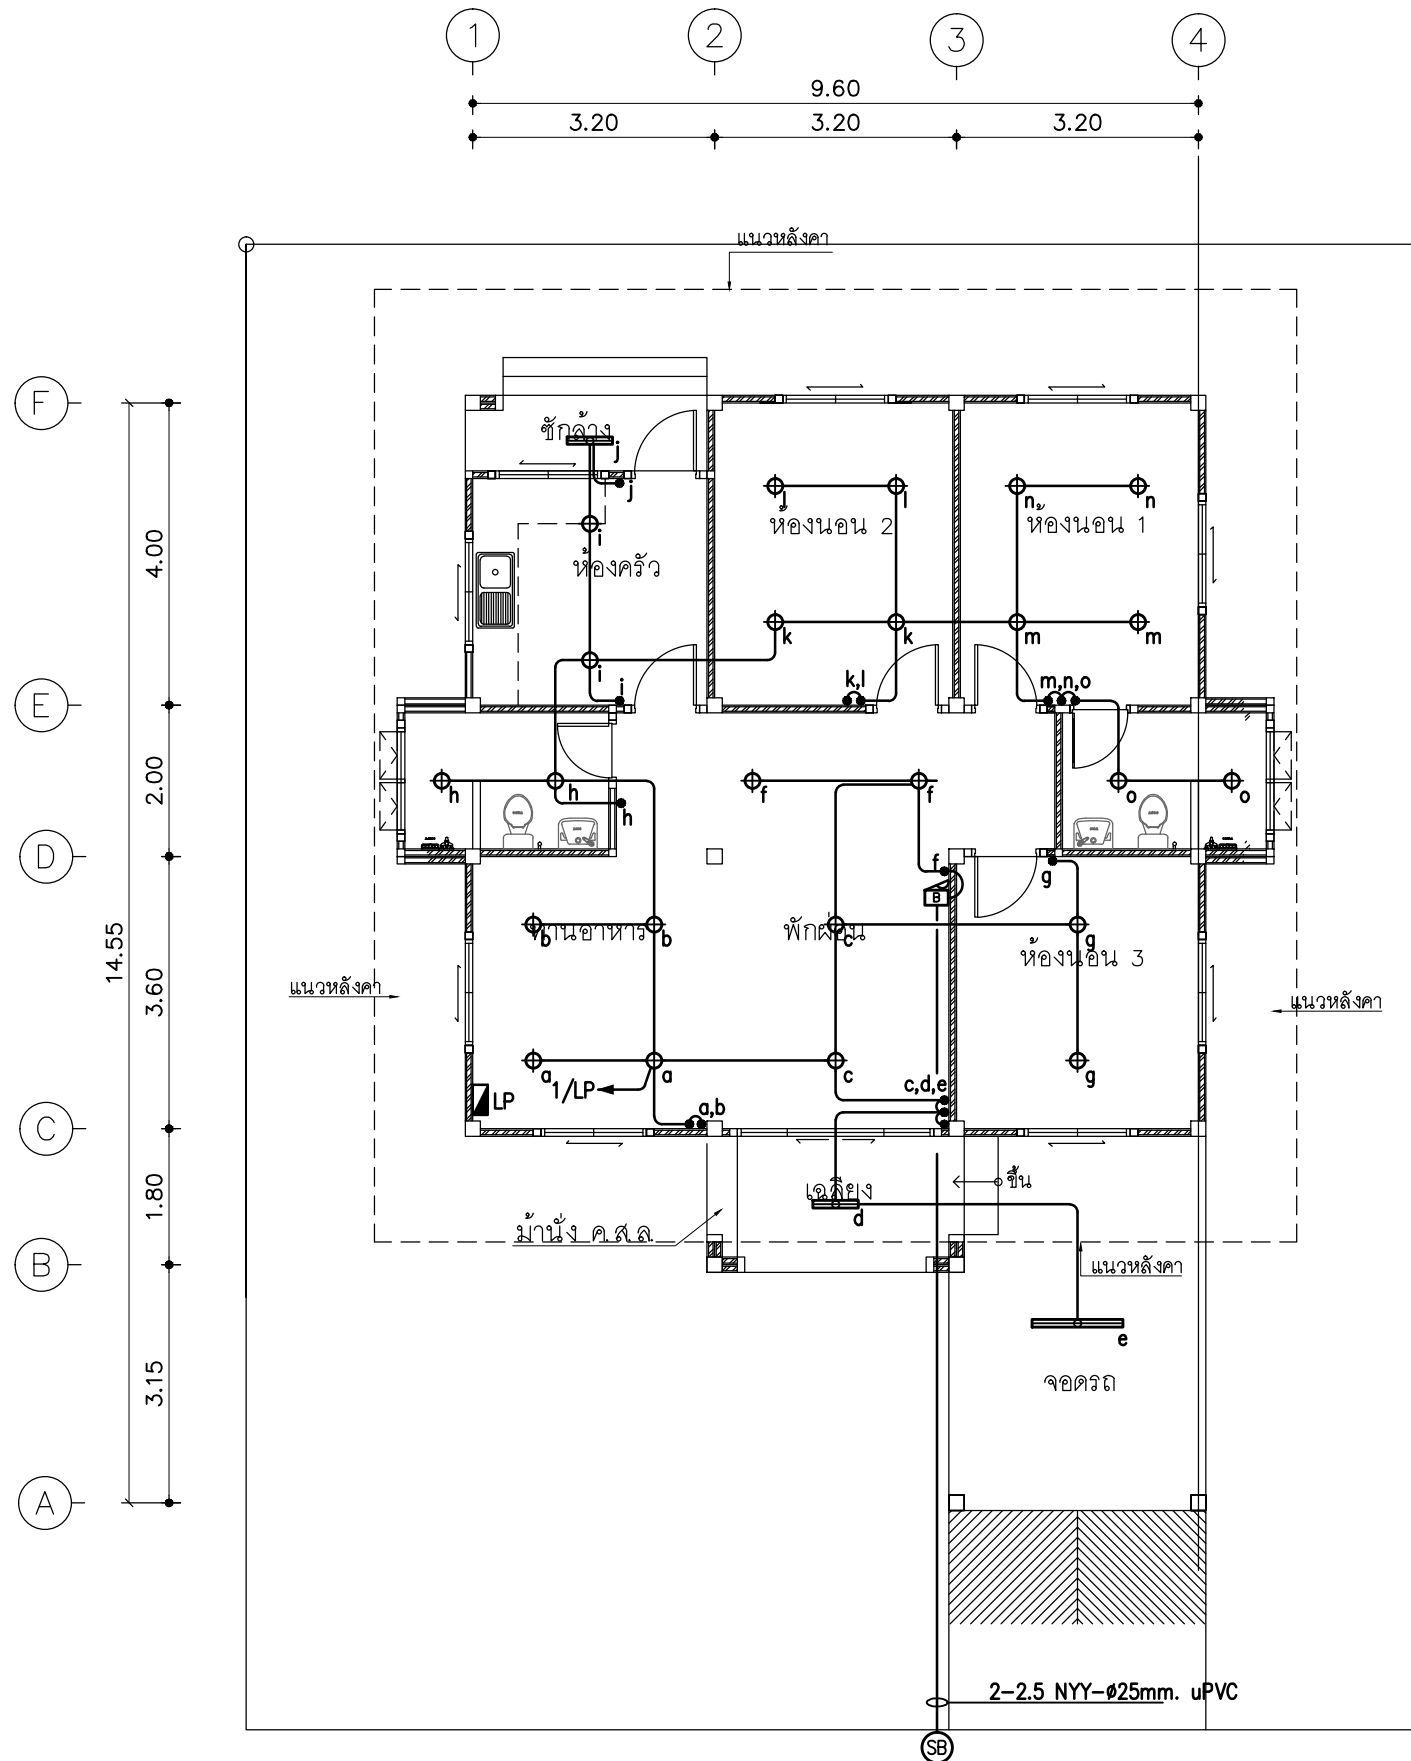 1 2 3 4
9.60
3.20 3.20 3.20
แนวหลังคา
F
ซักล้าง
j
j
l l n n
ห้องนอน 2 ห้องนอน 1
i
ห้องครัว
4.00
k k m m
i
i k,l m,n,o
E
2.00
h h f f o o
h
D
f
g
B
b ทานอาหาร b พักผ่อน c g
ห้องนอน 3
14.55
3.60
แนวหลังคา แนวหลังคา
a a c g
1/LP c,d,e
LP a,b
C
1.80
เฉลียง ขึ้น
d
ม้านั่ง ค.ส.ล.
B
แนวหลังคา
e
3.15
จอดรถ
A
2-2.5 NYY-ø25mm. uPVC
SB